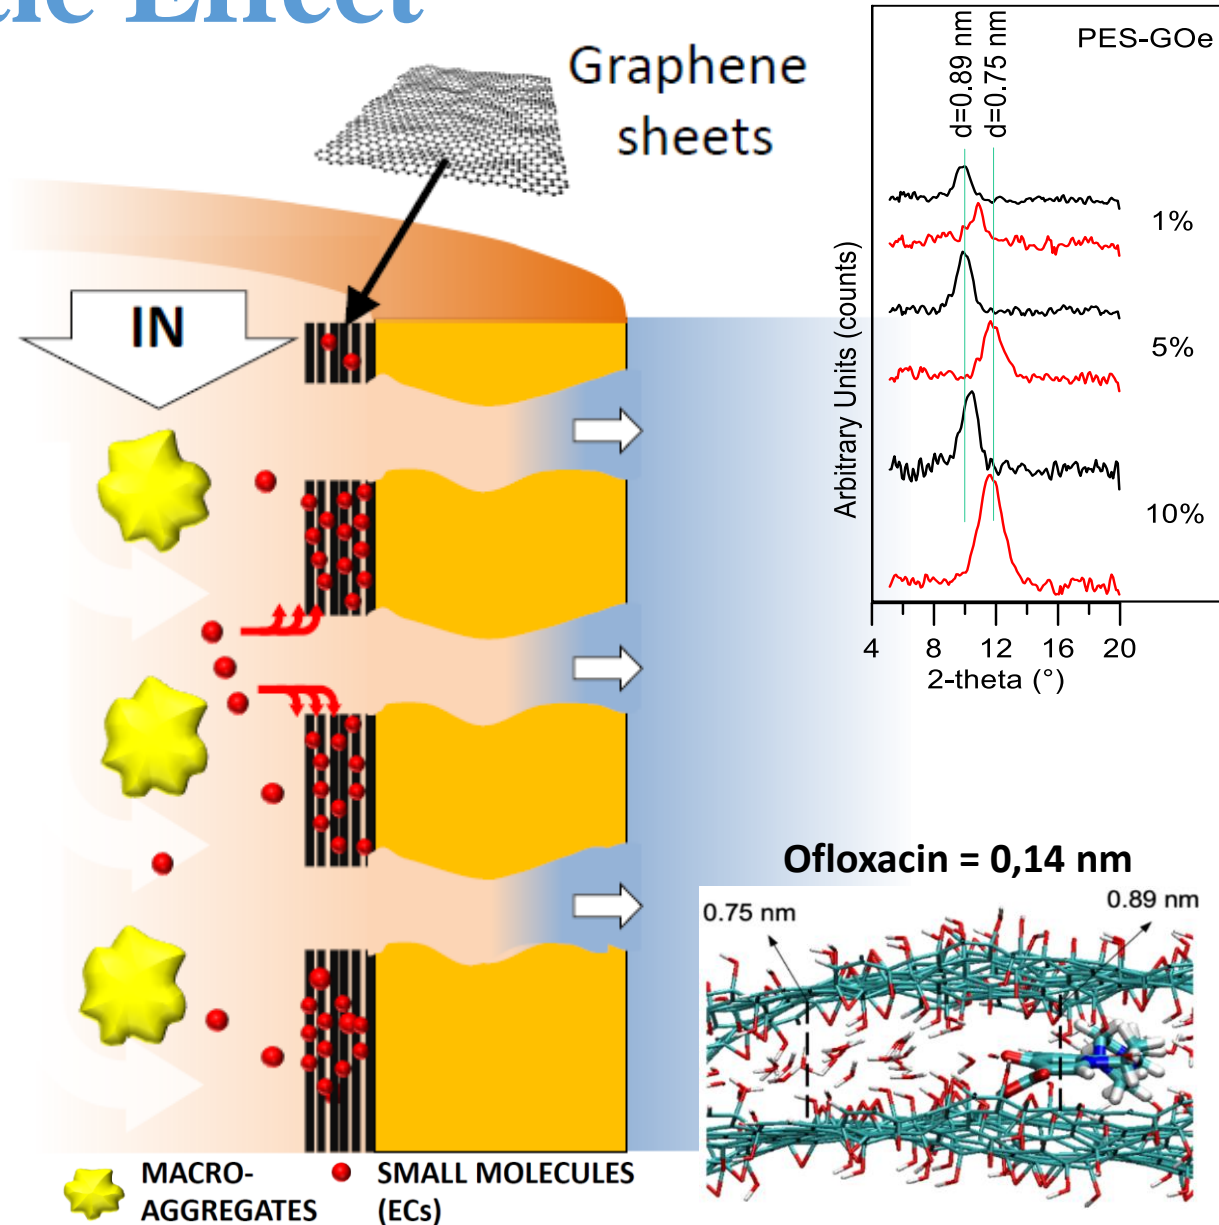 Effect
Graphene
sheets
IN
MACRO-
AGGREGATES
SMALL MOLECULES
(ECs)
d=0.89 nm
d=0.75 nm
PES-GOe
1%
5%
10%
Arbitrary Units (counts)
4 8 12 16 20
2-theta (°)
Ofloxacin = 0,14 nm
0.75 nm
0.89 nm